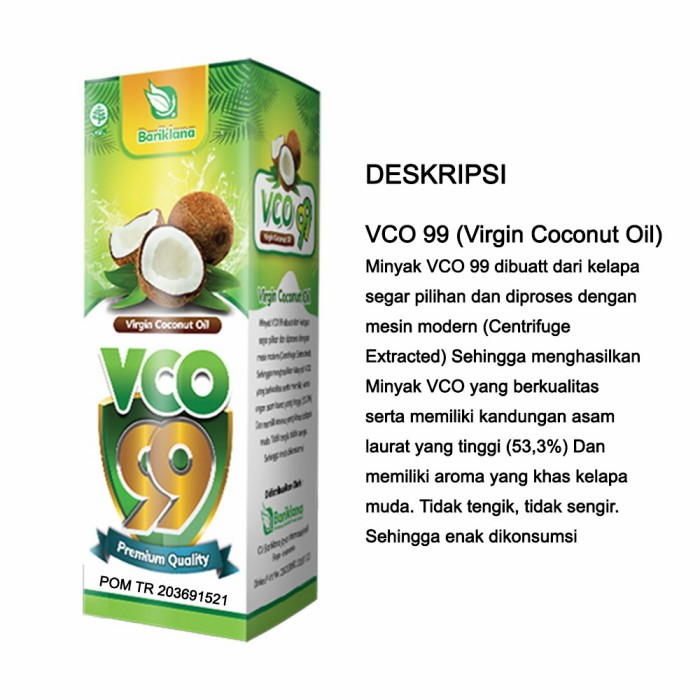 Bariklana
Virgin Coconut Oil
VCO
99
Premium Quality
POM TR 203691521
VCO 99
Virgin Coconut Oil
Virgin Coconut Oil
Bariklana
DESKRIPSI
VCO 99 (Virgin Coconut Oil)
Minyak VCO 99 dibuatt dari kelapa
segar pilihan dan diproses dengan
mesin modern (Centrifuge
Extracted) Sehingga menghasilkan
Minyak VCO yang berkualitas
serta memiliki kandungan asam
laurat yang tinggi (53,3%) Dan
memiliki aroma yang khas kelapa
muda. Tidak tengik, tidak sengir.
Sehingga enak dikonsumsi